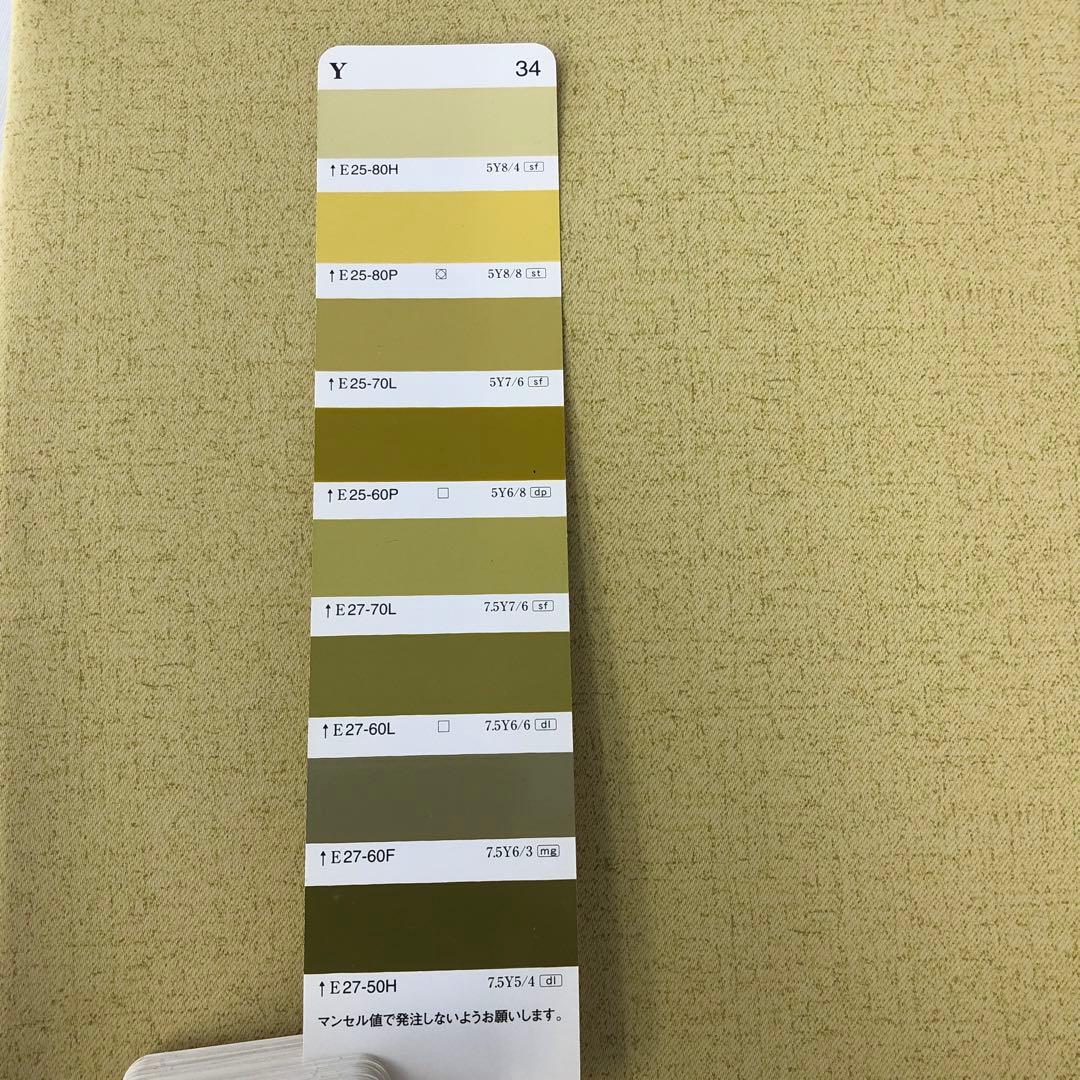 Y 34
↑E25-80H 5Y8/4 sf
↑E25-80P 5Y8/8 st
↑E25-70L 5Y7/6 sf
↑E25-60P 5Y6/8 dp
↑E27-70L 7.5Y7/6 sf
↑E27-60L 7.5Y6/6 dl
↑E27-60F 7.5Y6/3 mg
↑E27-50H 7.5Y5/4 dl
マンセル値で発注しないようお願いします。